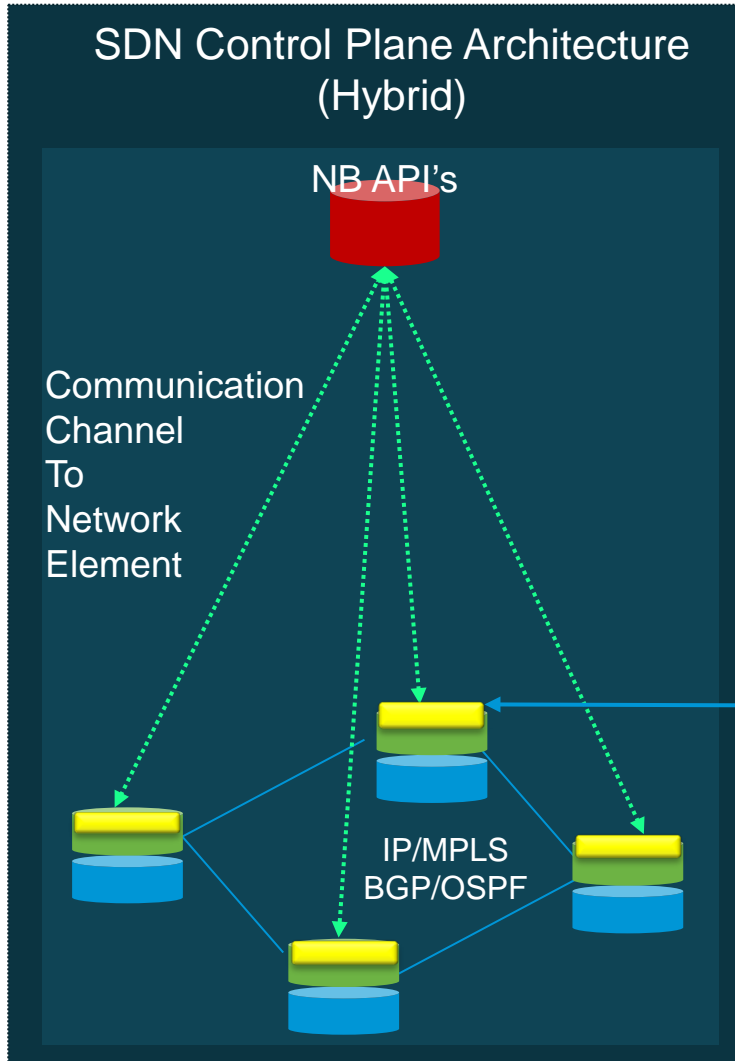 SDN Control Plane Architecture
(Hybrid)
NB API’s
Communication
Channel
To
Network
Element
IP/MPLS
BGP/OSPF